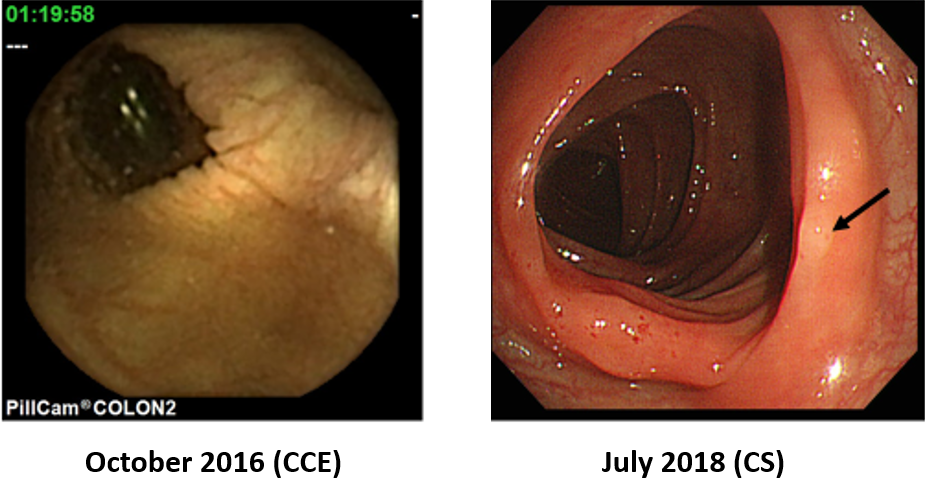 01:19:58
-
---
PillCam®COLON2
October 2016 (CCE)
July 2018 (CS)